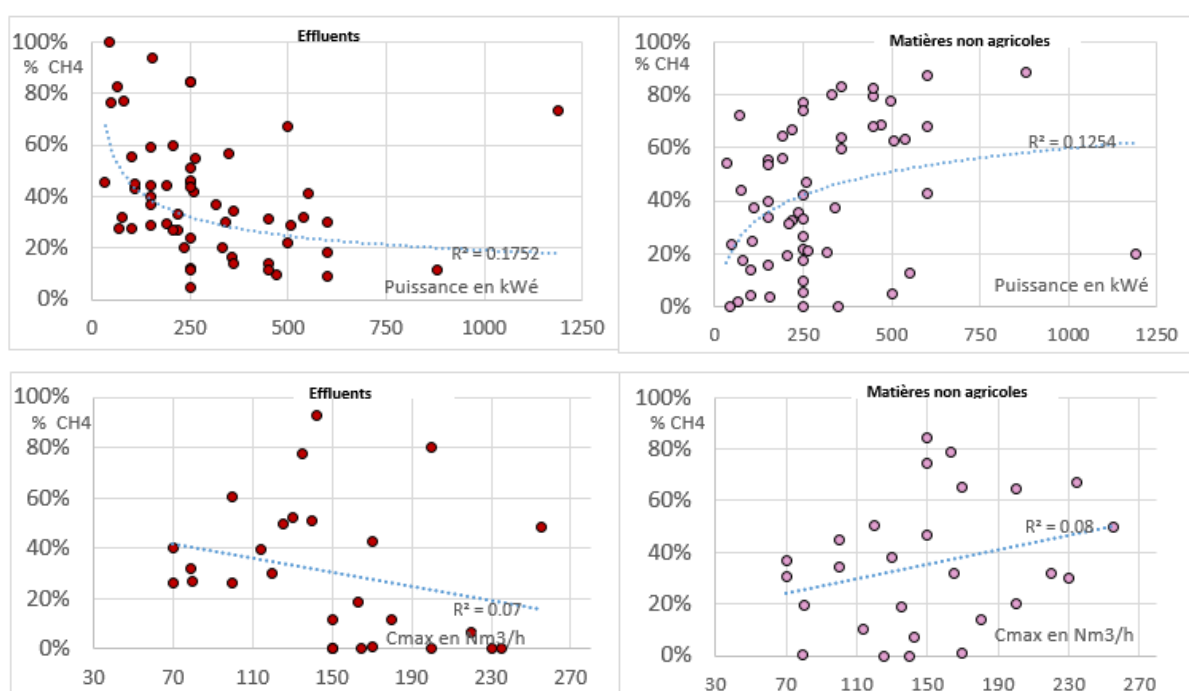 Effluents
100%
% CH4
80%
60%
40%
20%
0%
R² = 0.1752
Puissance en kWé
0 250 500 750 1000 1250
Matières non agricoles
100%
% CH4
80%
60%
40%
20%
0%
R² = 0.1254
Puissance en kWé
0 250 500 750 1000 1250
Effluents
100%
% CH4
80%
60%
40%
20%
0%
R² = 0.07
Cmax en Nm3/h
30 70 110 150 190 230 270
Matières non agricoles
100%
% CH4
80%
60%
40%
20%
0%
R² = 0.08
Cmax en Nm3/h
30 70 110 150 190 230 270